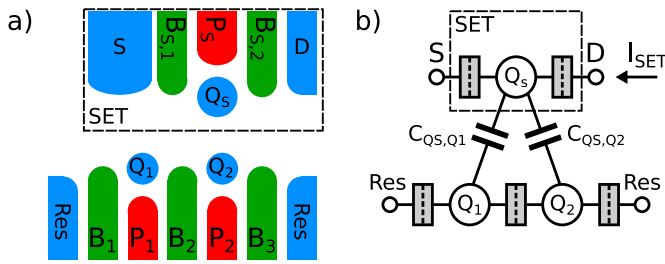 a)
S
B_S,1
P_S
B_S,2
D
Q_S
SET
Q_1
Q_2
Res
B_1
P_1
B_2
P_2
B_3
Res
b)
SET
S
Q_s
D
I_SET
C_QS,Q1
C_QS,Q2
Res
Q_1
Q_2
Res